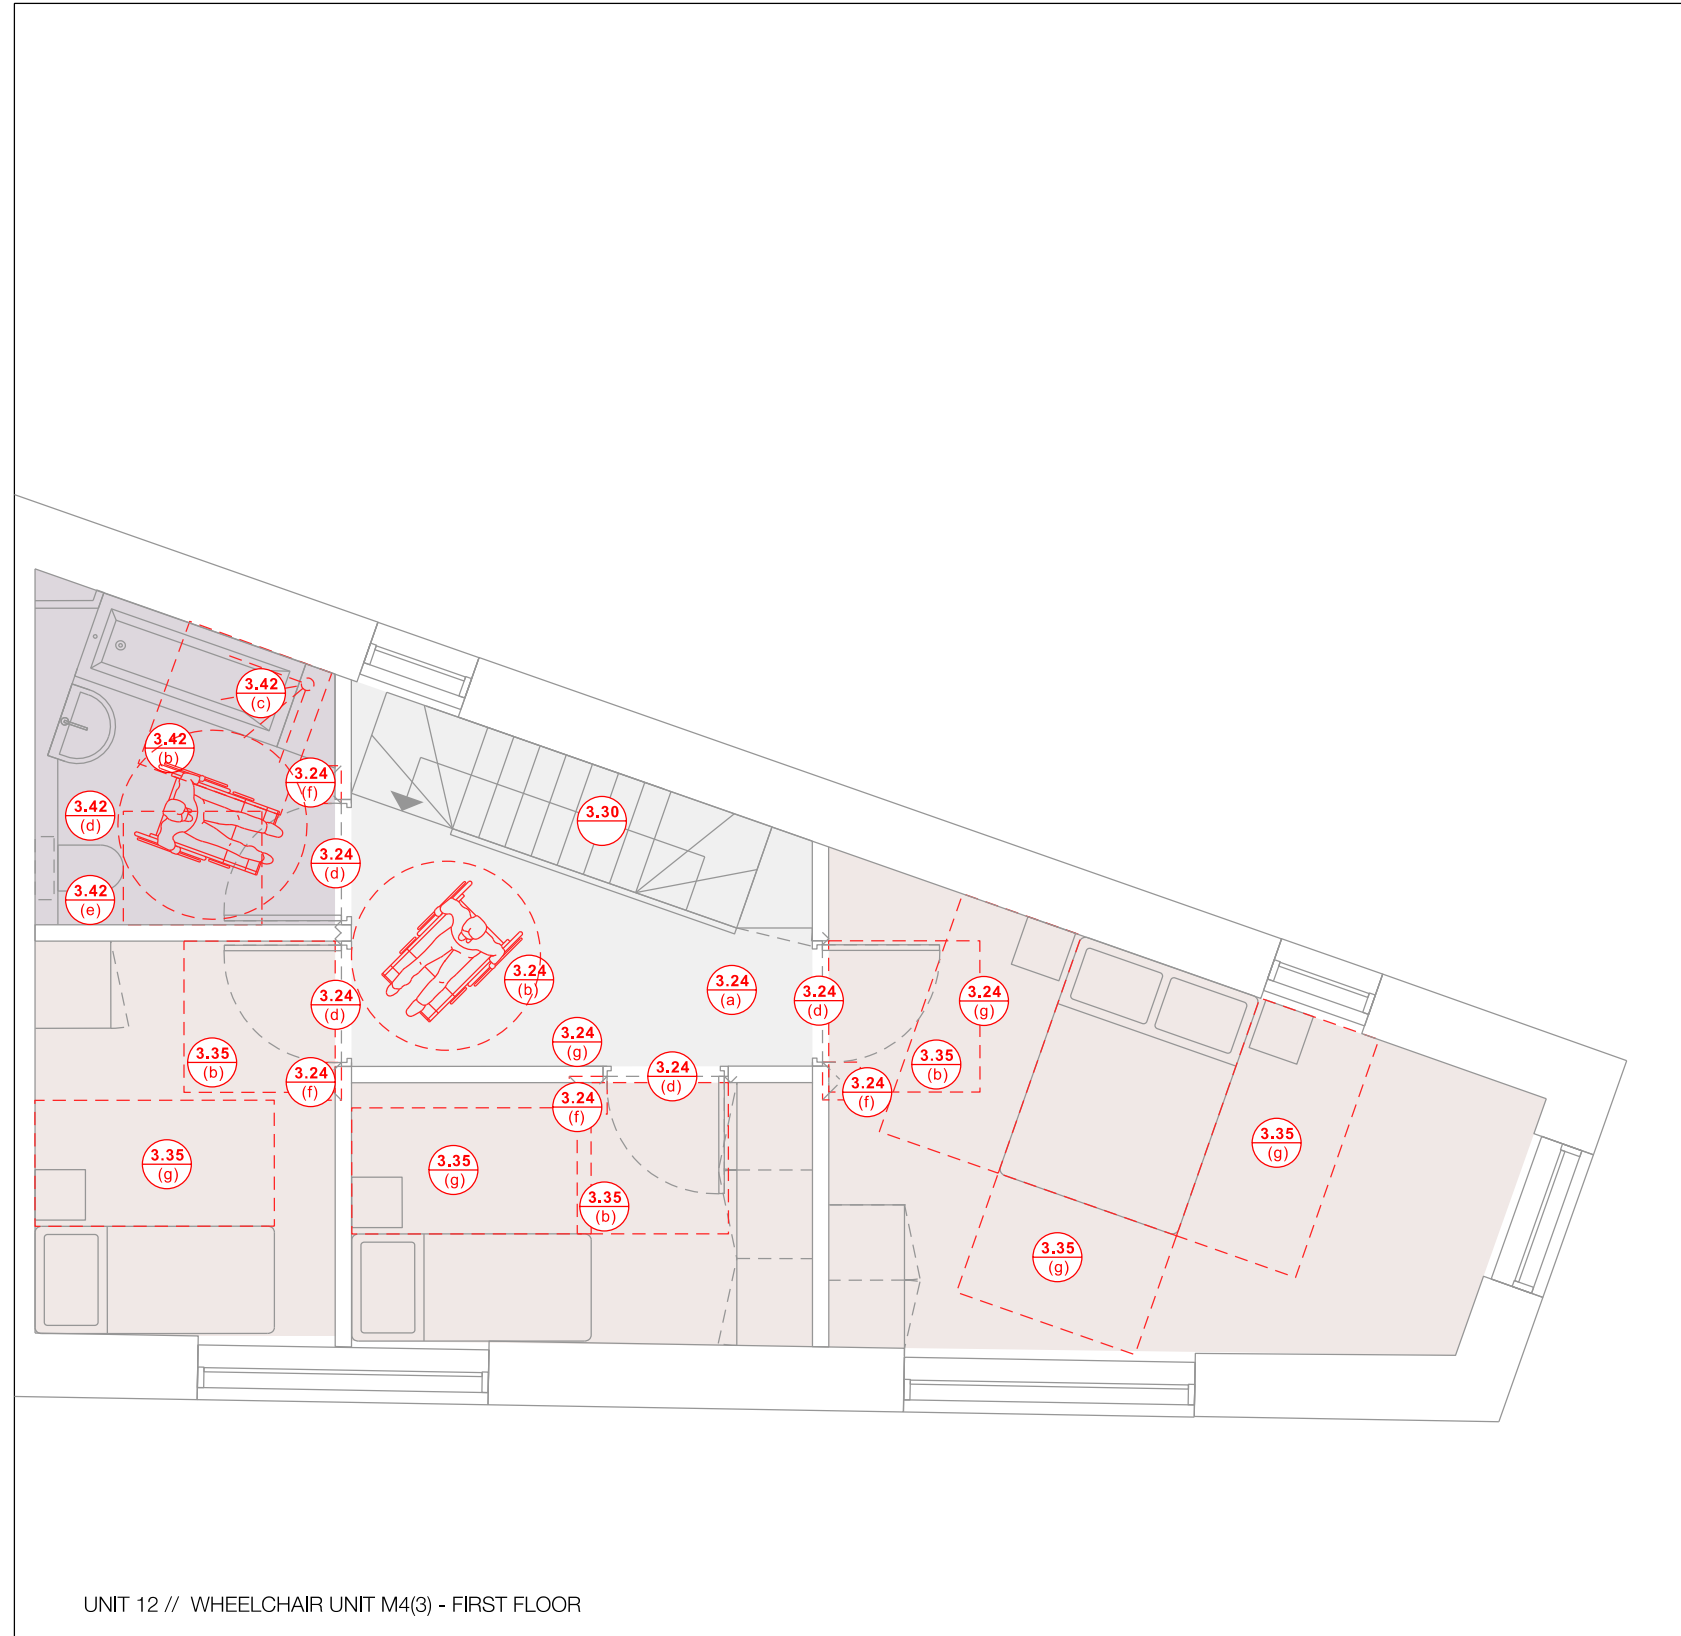 3.42
(c)
3.42
(b)
3.24
(f)
3.42
(d)
3.30
3.24
(d)
3.42
(e)
3.24
(b)
3.24
(a)
3.24
(d)
3.24
(d)
3.24
(g)
3.24
(g)
3.35
(b)
3.24
(f)
3.24
(d)
3.35
(b)
3.24
(f)
3.24
(f)
3.35
(g)
3.35
(g)
3.35
(g)
3.35
(b)
3.35
(g)
UNIT 12 // WHEELCHAIR UNIT M4(3) - FIRST FLOOR